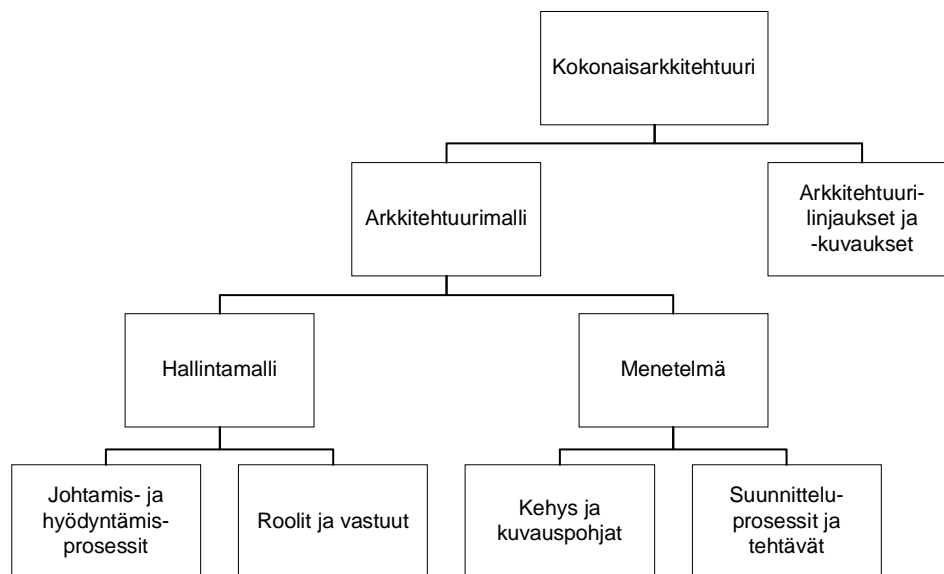 Kokonaisarkkitehtuuri
Arkkitehtuurimalli
Arkkitehtuuri-
linjaukset ja
-kuvaukset
Hallintamalli
Menetelmä
Johtamis- ja
hyödyntämis-
prosessit
Roolit ja vastuut
Kehys ja
kuvauspohjat
Suunnittelu-
prosessit ja
tehtävät